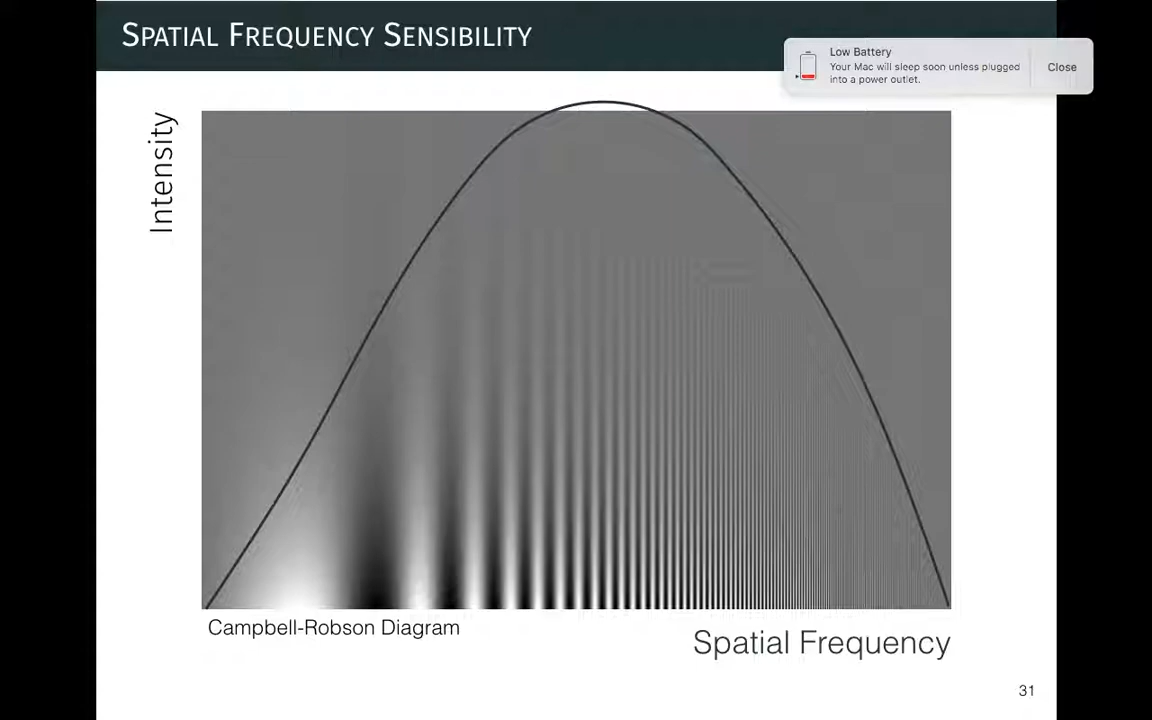 SPATIAL FREQUENCY SENSIBILITY
Low Battery
Your Mac will sleep soon unless plugged
into a power outlet.
Close
Intensity
Campbell-Robson Diagram
Spatial Frequency
31